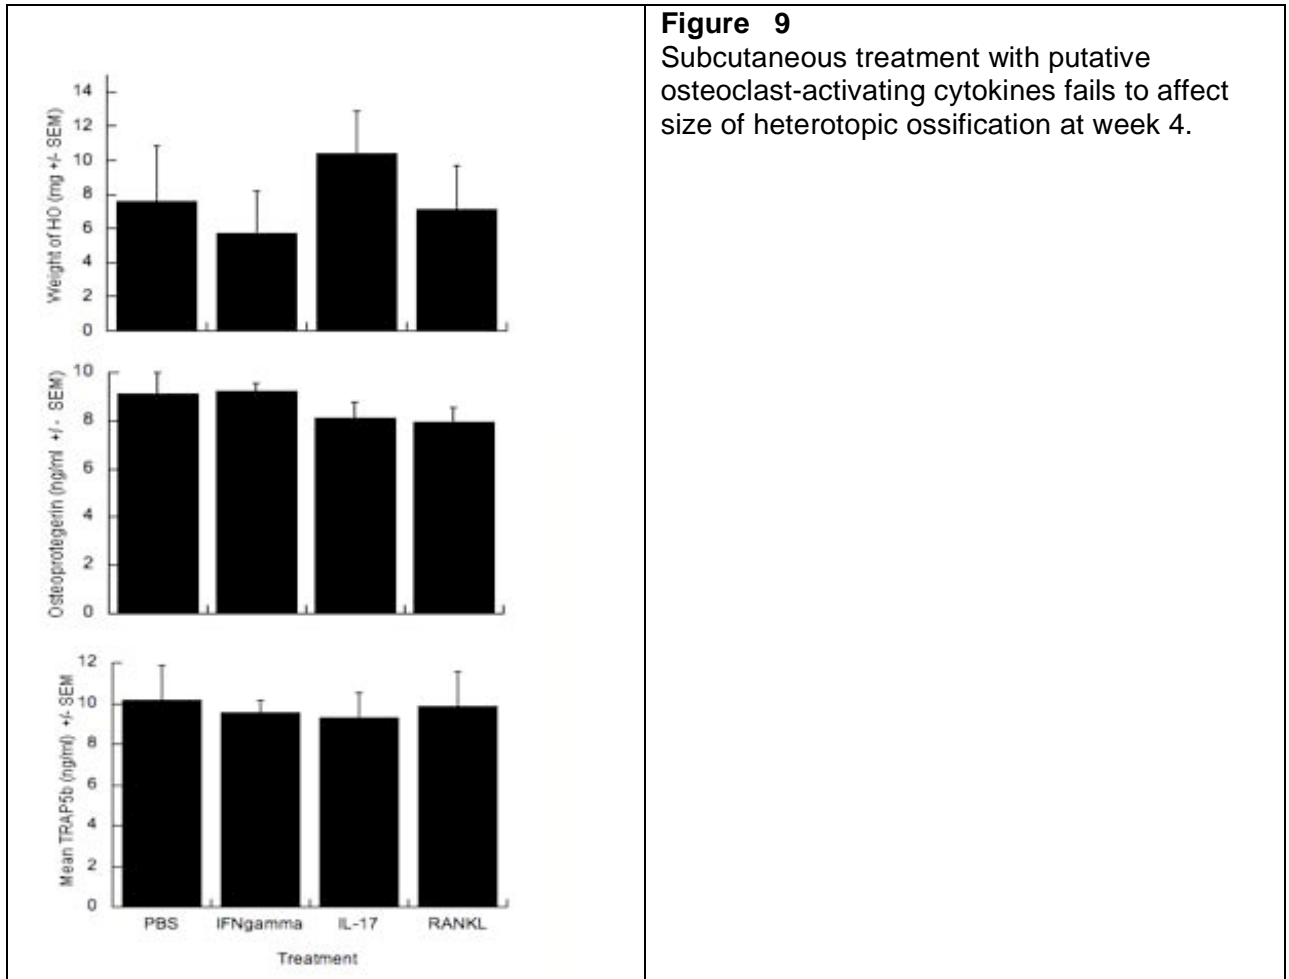 Figure 9
Subcutaneous treatment with putative
osteoclast-activating cytokines fails to affect
size of heterotopic ossification at week 4.
Weight of HO (mg +/- SEM)
14
12
10
8
6
4
2
0
Osteoprotegerin (ng/ml +/- SEM)
10
8
6
4
2
0
Mean TRAP5b (ng/ml) +/- SEM
12
10
8
6
4
2
0
PBS IFNgamma IL-17 RANKL
Treatment